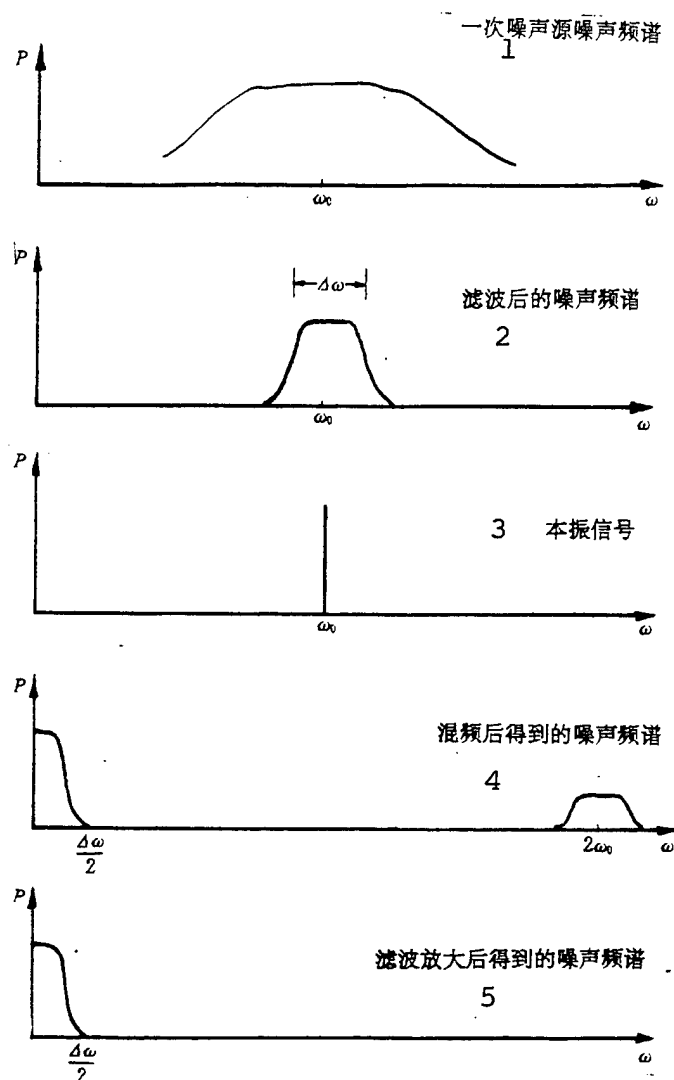 一次噪声源噪声频谱
1
P
ω₀
ω
P
Δω
滤波后的噪声频谱
2
ω₀
ω
P
3 本振信号
ω₀
ω
P
混频后得到的噪声频谱
4
Δω/2
2ω₀
ω
P
滤波放大后得到的噪声频谱
5
Δω/2
ω